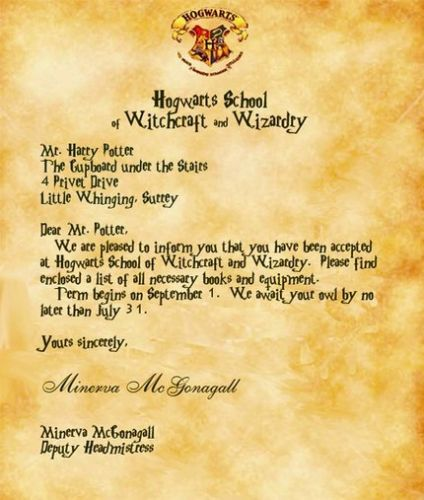 HOGWARTS
Hogwarts School
of Witchcraft and Wizardry
Mr. Harry Potter
The Cupboard under the Stairs
4 Privet Drive
Little Whinging, Surrey
Dear Mr. Potter,
We are pleased to inform you that you have been accepted
at Hogwarts School of Witchcraft and Wizardry. Please find
enclosed a list of all necessary books and equipment.
Term begins on September 1. We await your owl by no
later than July 31.
Yours sincerely,
Minerva McGonagall
Minerva McGonagall
Deputy Headmistress